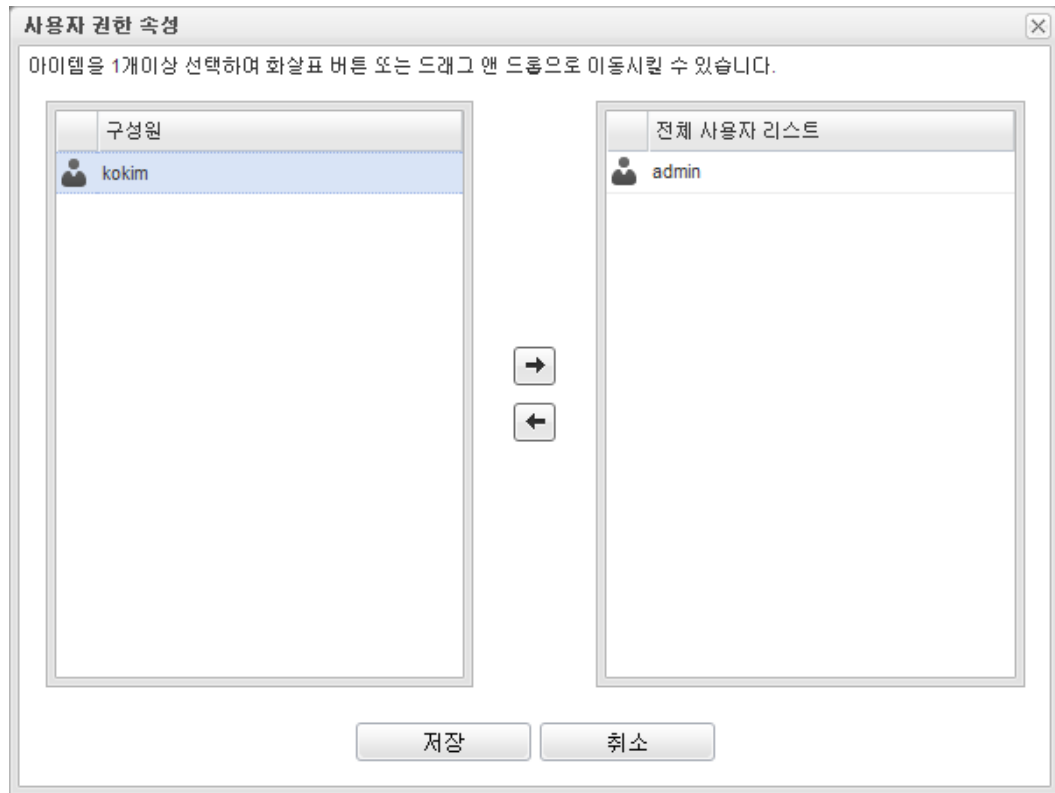 사용자 권한 속성
아이템을 1개이상 선택하여 화살표 버튼 또는 드래그 앤 드롭으로 이동시킬 수 있습니다.
구성원
전체 사용자 리스트
kokim
admin
저장
취소